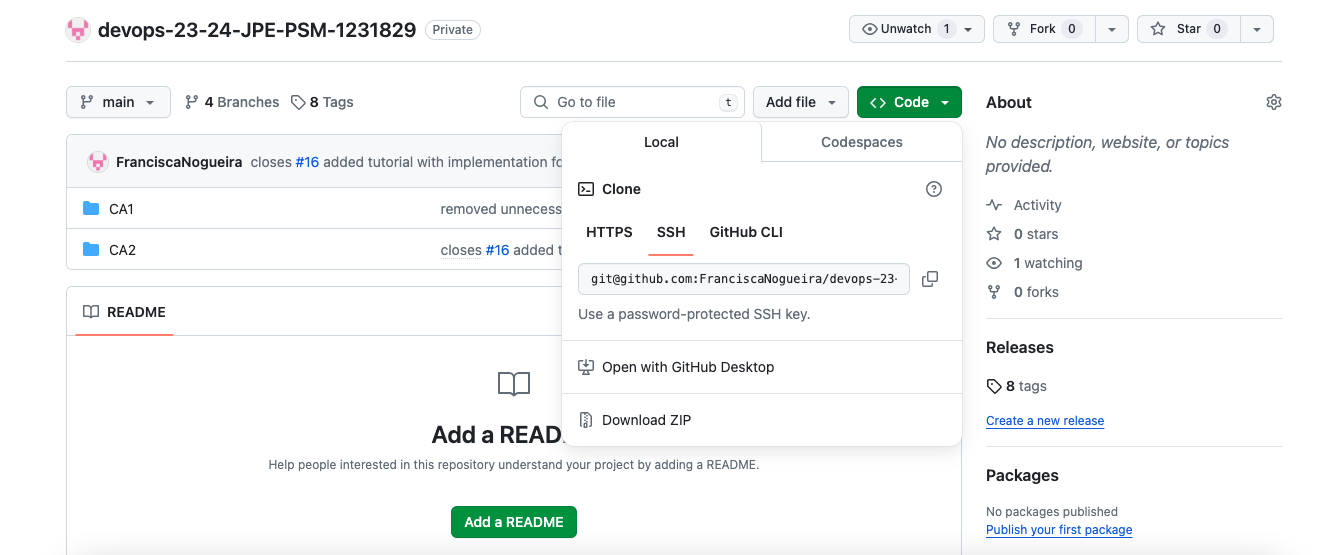 devops-23-24-JPE-PSM-1231829 Private
Unwatch 1
Fork 0
Star 0
main
4 Branches
8 Tags
Go to file t
Add file
Code
FranciscaNogueira closes #16 added tutorial with implementation
CA1 removed
CA2 closes #16 added
README
Add a
Help people interested in this repository understand your project by adding a README.
Add a README
Local
Codespaces
Clone
HTTPS SSH GitHub CLI
git@github.com:FranciscaNogueira/devops-23-
Use a password-protected SSH key.
Open with GitHub Desktop
Download ZIP
About
No description, website, or topics
provided.
Activity
0 stars
1 watching
0 forks
Releases
8 tags
Create a new release
Packages
No packages published
Publish your first package